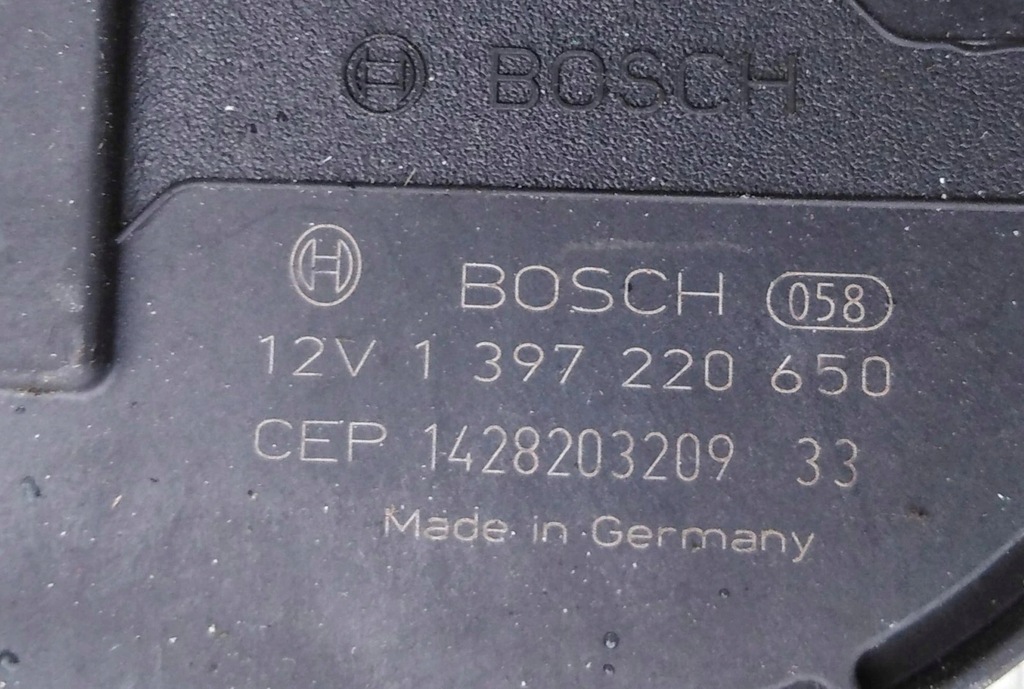 BOSCH
BOSCH 058
12V 1 397 220 650
CEP 1428203209 33
Made in Germany